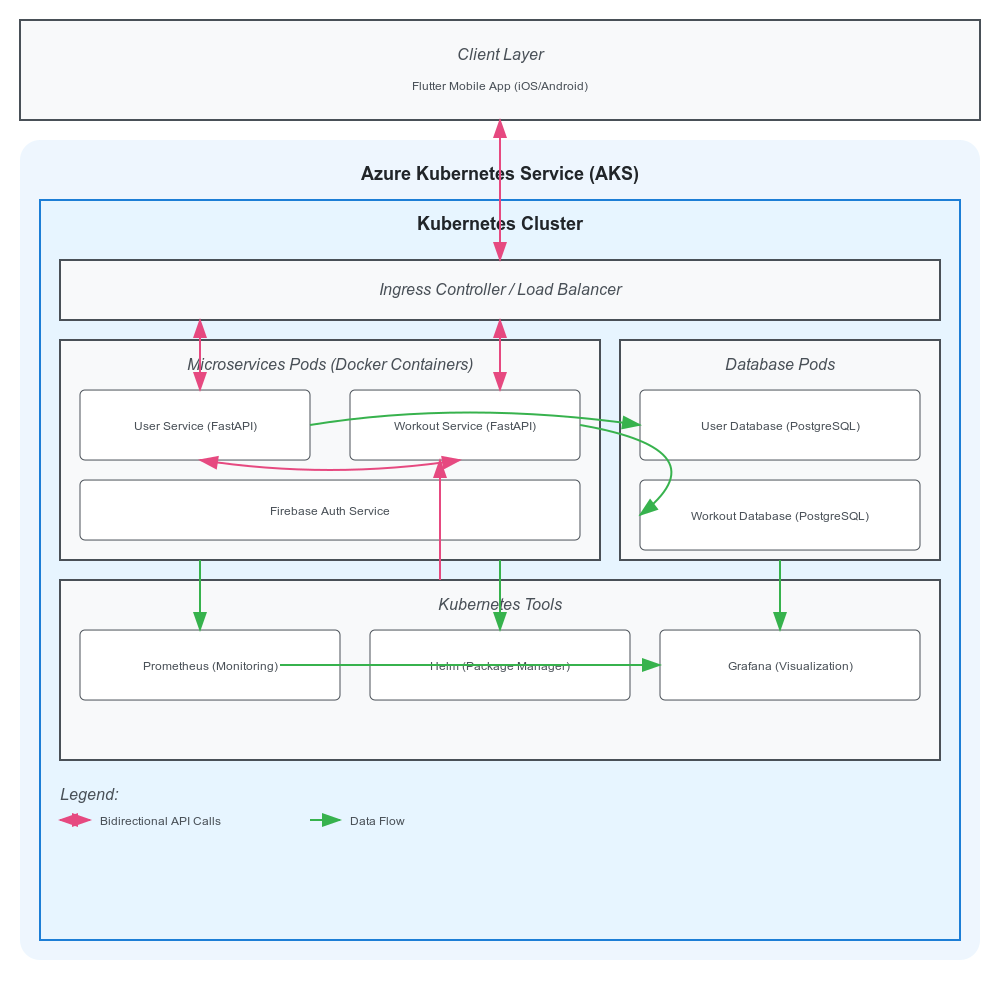 Client Layer
Flutter Mobile App (iOS/Android)
Azure Kubernetes Service (AKS)
Kubernetes Cluster
Ingress Controller / Load Balancer
Microservices Pods (Docker Containers)
Database Pods
User Service (FastAPI)
Workout Service (FastAPI)
User Database (PostgreSQL)
Firebase Auth Service
Workout Database (PostgreSQL)
Kubernetes Tools
Prometheus (Monitoring)
Helm (Package Manager)
Grafana (Visualization)
Legend:
Bidirectional API Calls
Data Flow